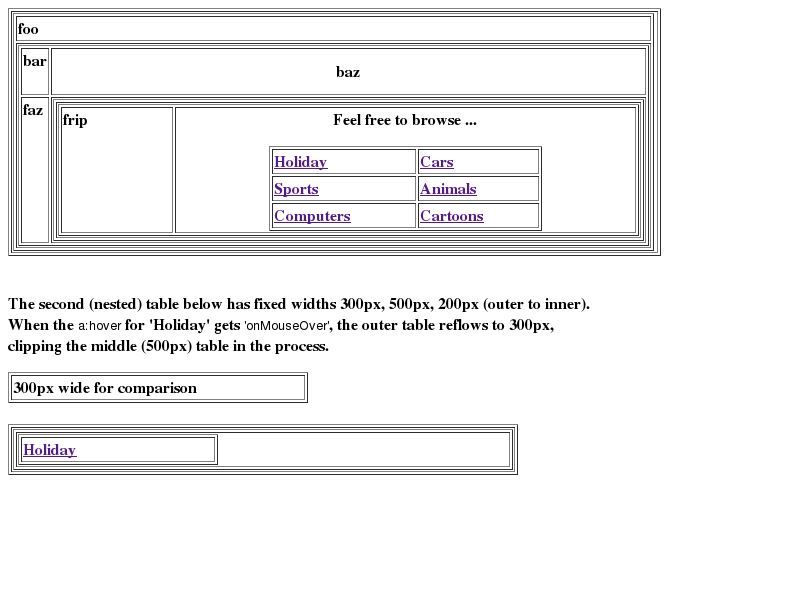 foo
bar
baz
faz
frip
Feel free to browse ...
Holiday Cars
Sports Animals
Computers Cartoons
The second (nested) table below has fixed widths 300px, 500px, 200px (outer to inner).
When the a:hover for 'Holiday' gets 'onMouseOver', the outer table reflows to 300px,
clipping the middle (500px) table in the process.
300px wide for comparison
Holiday